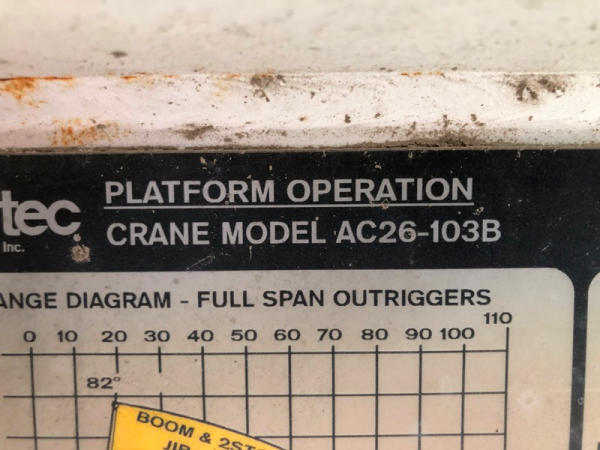 PLATFORM OPERATION
tec
CRANE MODEL AC26-103B
Inc.
ANGE DIAGRAM - FULL SPAN OUTRIGGERS
0 10 20 30 40 50 60 70 80 90 100 110
82°
BOOM & 2ST
JIB